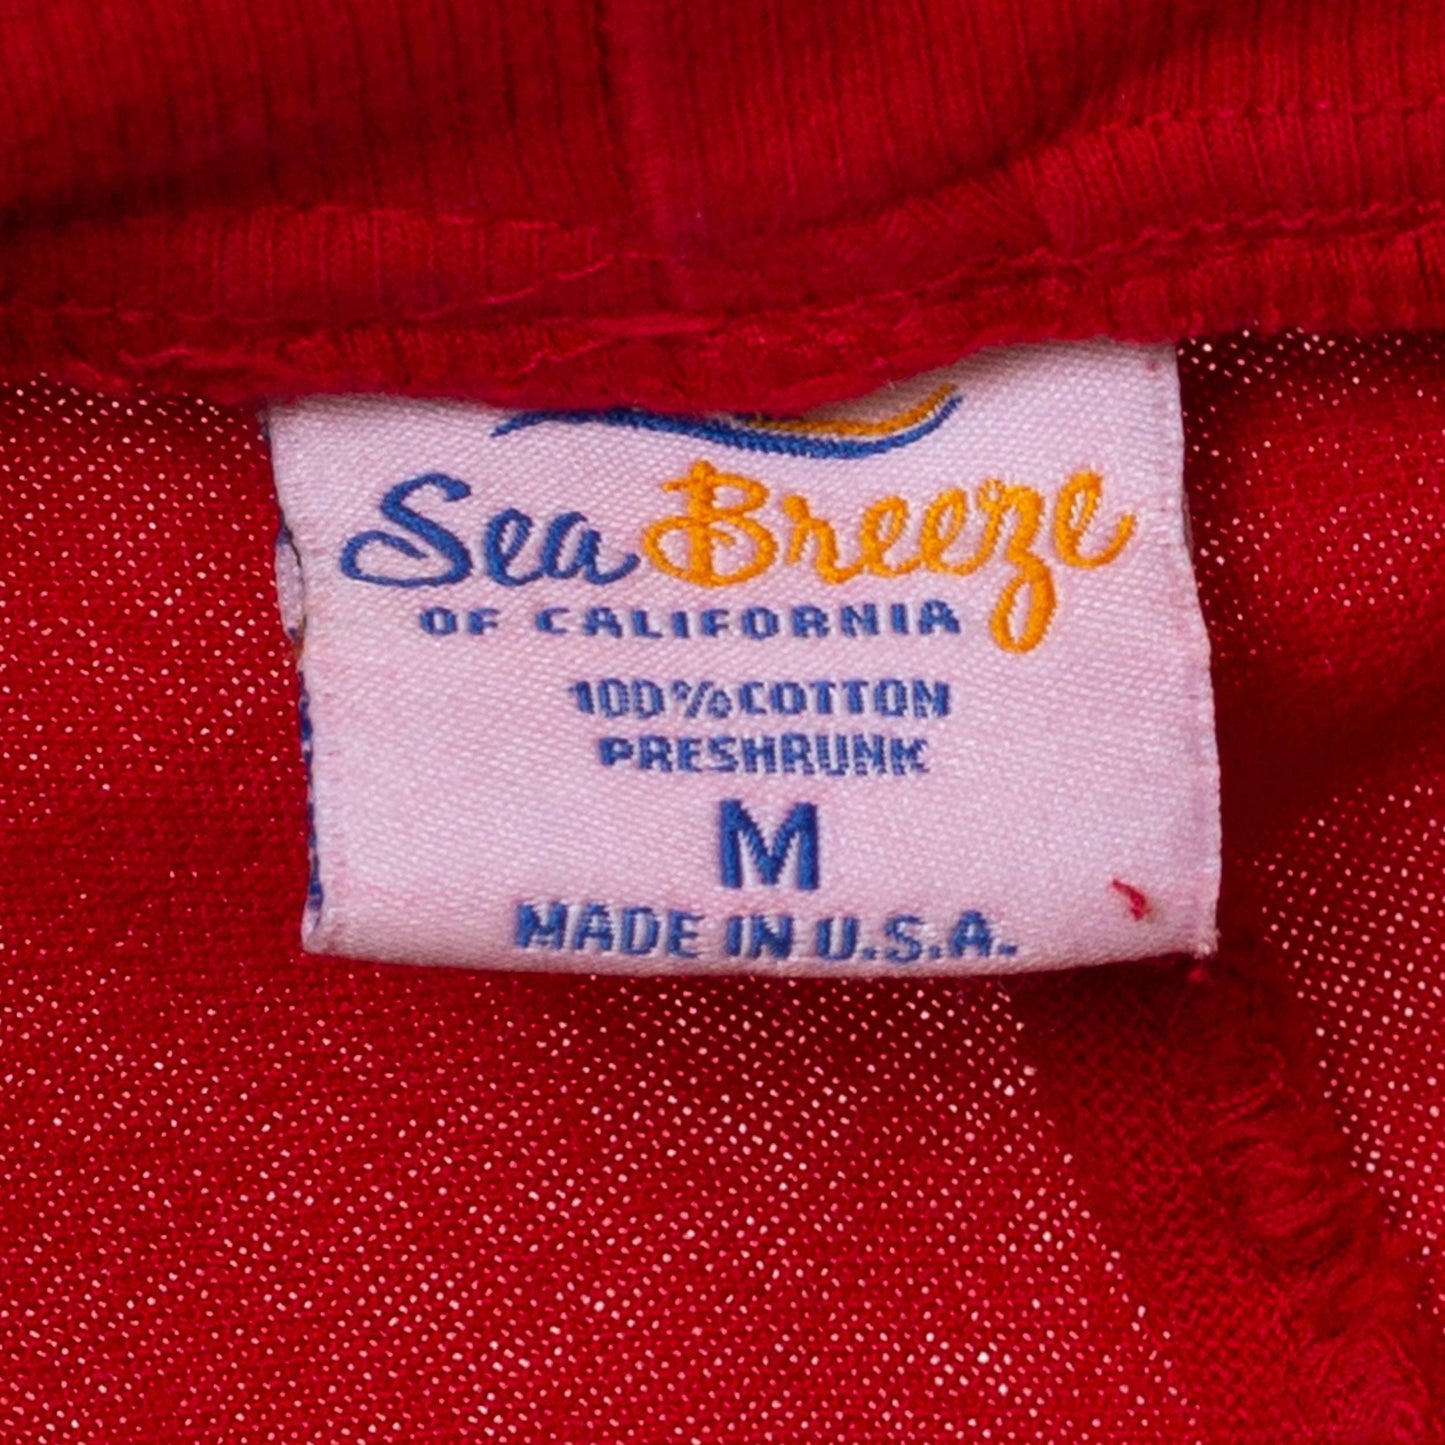 Sea Breeze
OF CALIFORNIA
100% COTTON
PRESHRUNK
M
MADE IN U.S.A.